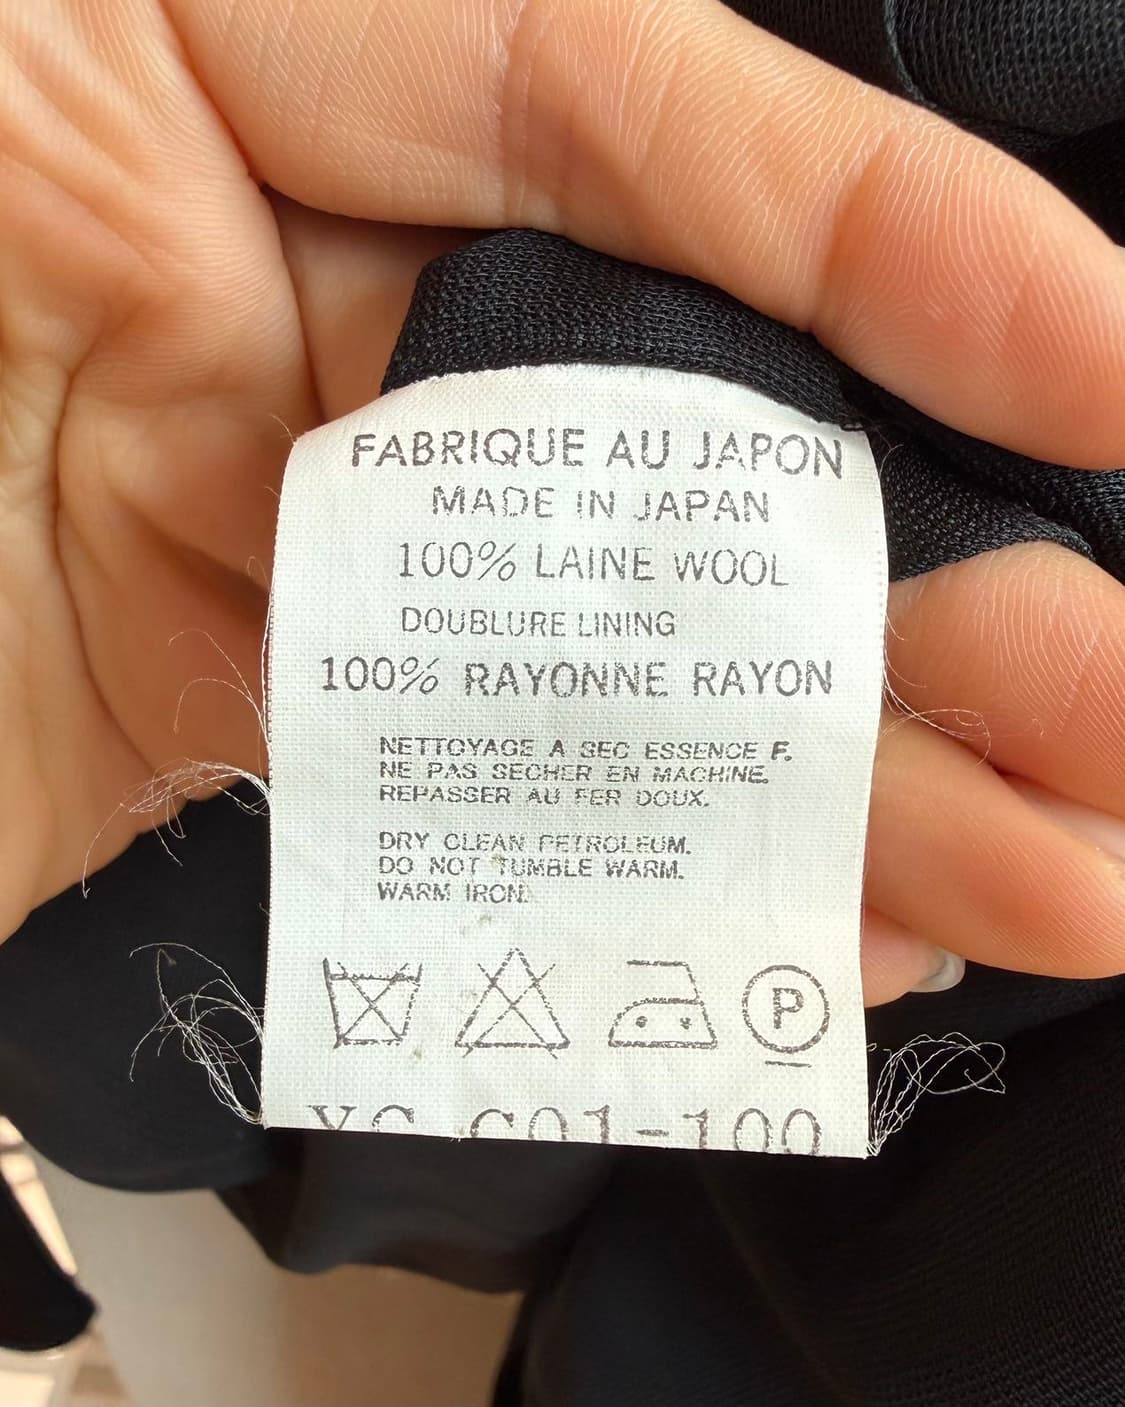 FABRIQUE AU JAPON
MADE IN JAPAN
100% LAINE WOOL
DOUBLURE LINING
100% RAYONNE RAYON
NETTOYAGE A SEC ESSENCE F.
NE PAS SECHER EN MACHINE.
REPASSER AU FER DOUX.
DRY CLEAN PETROLEUM.
DO NOT TUMBLE WARM.
WARM IRON.
P